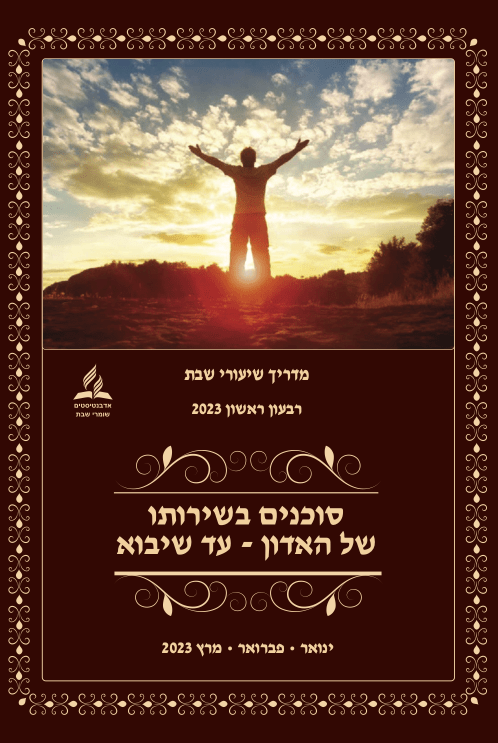 מדריך שיעורי שבת
רבעון ראשון 2023
אדבנטיסטים
שומרי שבת
סוכנים בשירותו
של האדון - עד שיבוא
ינואר • פברואר • מרץ 2023